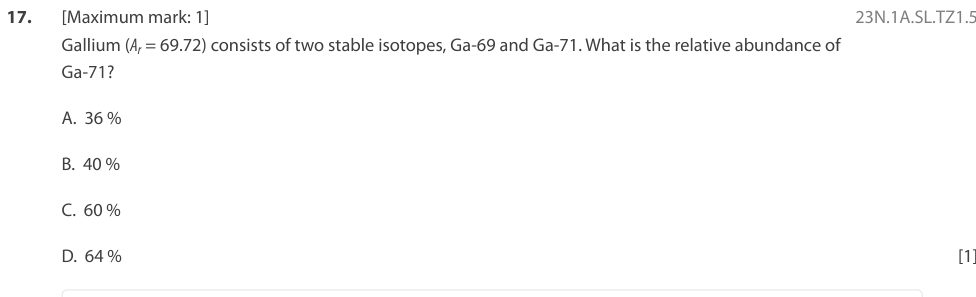 17. [Maximum mark: 1] 23N.1A.SL.TZ1.5
Gallium (Ar = 69.72) consists of two stable isotopes, Ga-69 and Ga-71. What is the relative abundance of
Ga-71?
A. 36 %
B. 40 %
C. 60 %
D. 64 % [1]